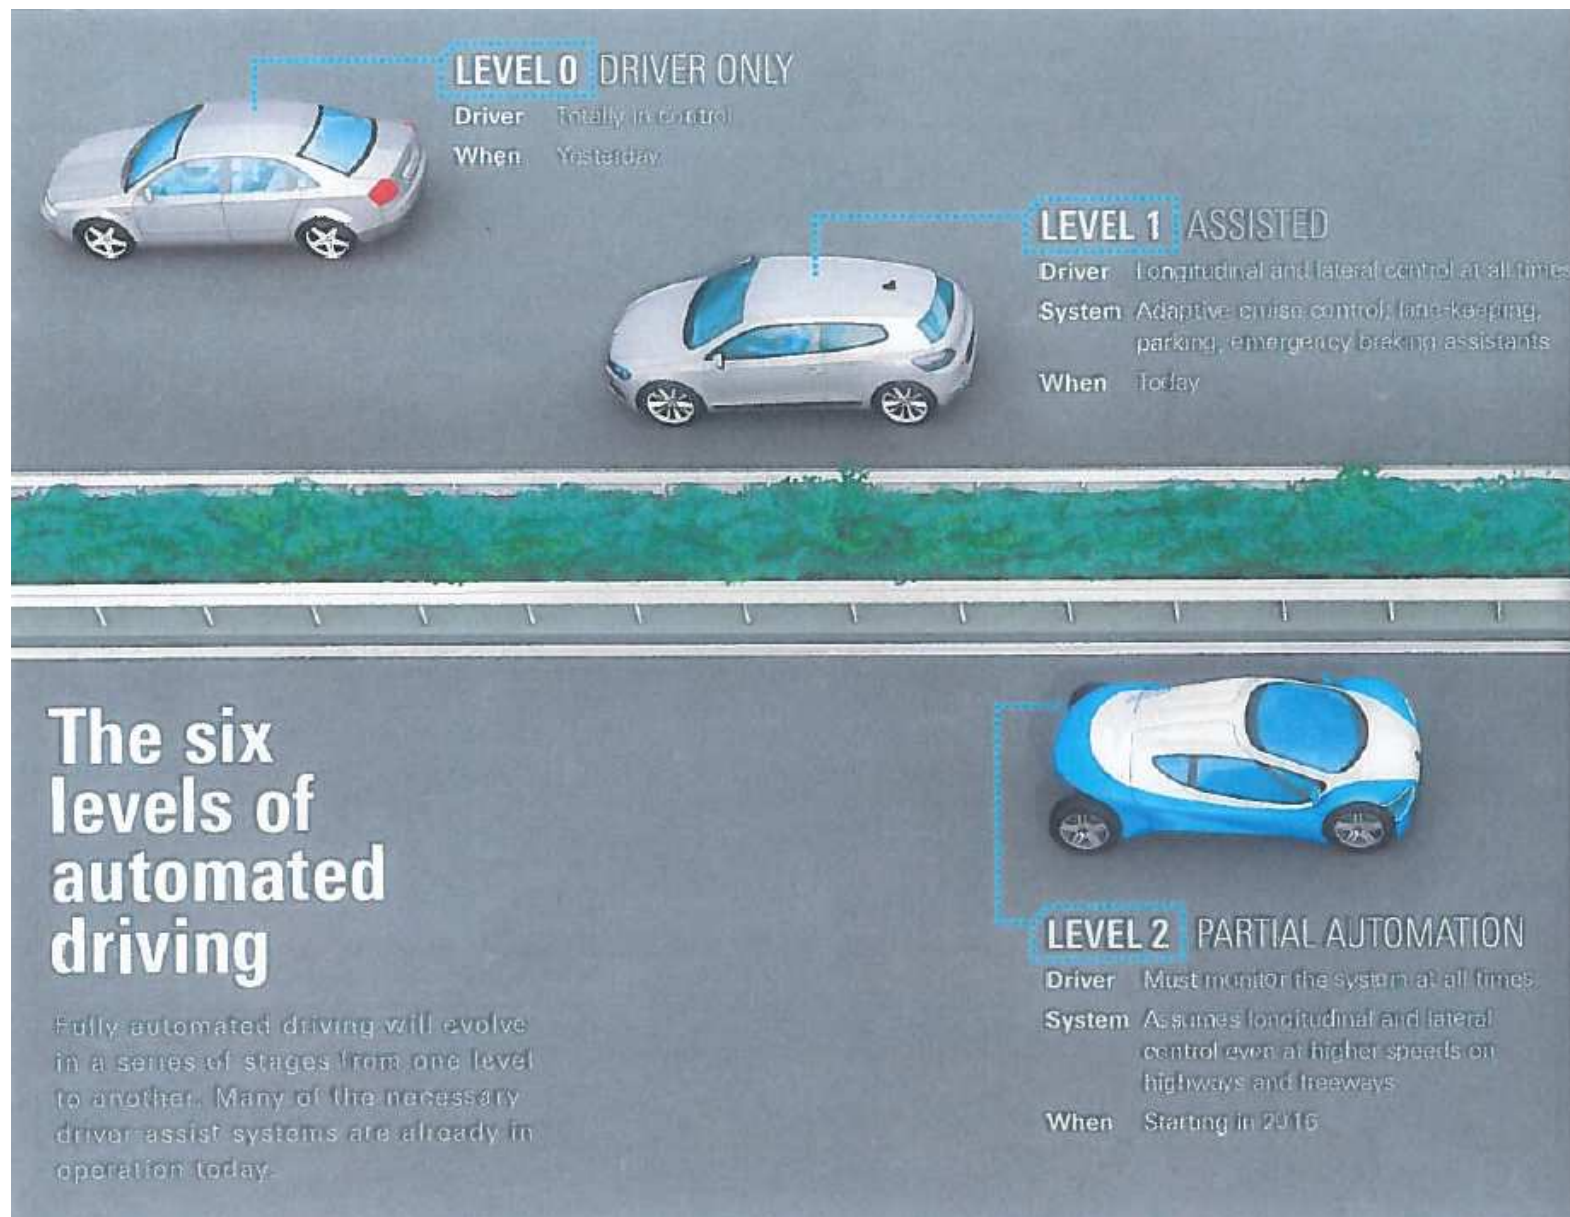 LEVEL 0 DRIVER ONLY
Driver Totally in control
When Yesterday
LEVEL 1 ASSISTED
Driver Longitudinal and lateral control at all times
System Adaptive cruise control, lane-keeping,
parking, emergency braking assistants
When Today
The six
levels of
automated
driving
Fully automated driving will evolve
in a series of stages from one level
to another. Many of the necessary
driver assist systems are already in
operation today.
LEVEL 2 PARTIAL AUTOMATION
Driver Must monitor the system at all times
System Assumes longitudinal and lateral
control even at higher speeds on
highways and freeways
When Starting in 2016